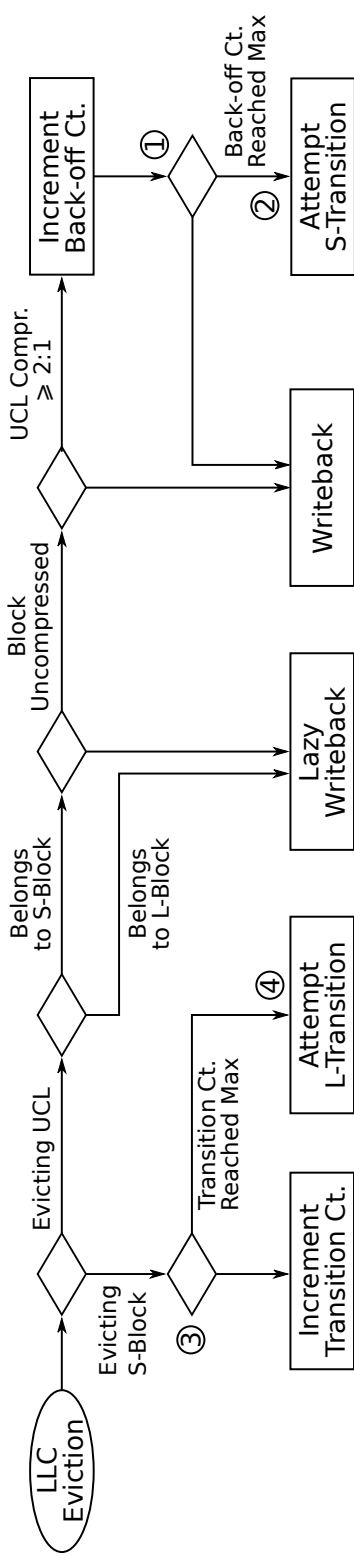 LLC
Eviction
Evicting UCL
Evicting
S-Block
③
Increment
Transition Ct.
Transition Ct.
Reached Max
④
Attempt
L-Transition
Belongs
to S-Block
Belongs
to L-Block
Block
Uncompressed
Lazy
Writeback
UCL Compr.
⩾ 2:1
Writeback
Increment
Back-off Ct.
①
Back-off Ct.
Reached Max
②
Attempt
S-Transition